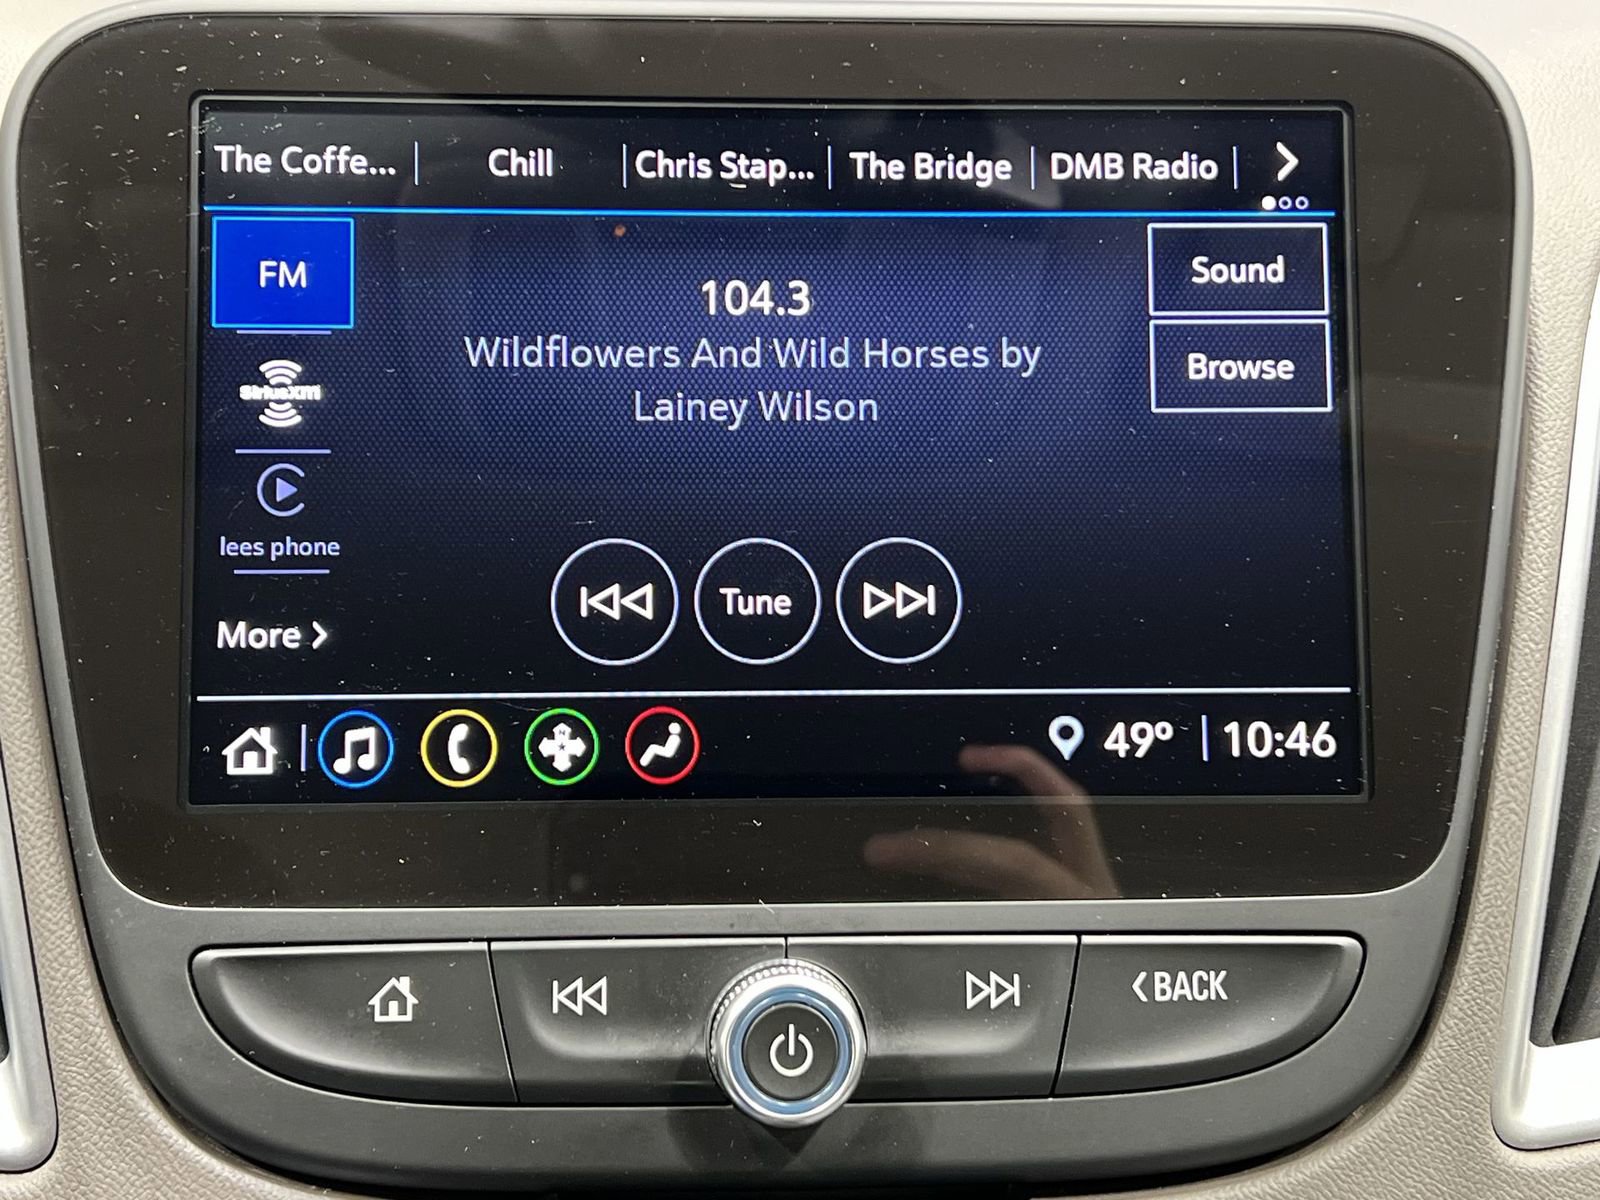 The Coffe... | Chill | Chris Stap... | The Bridge | DMB Radio |
FM
Sound
104.3
Wildflowers And Wild Horses by
Lainey Wilson
Browse
SiriusXm
lees phone
Tune
More
49° | 10:46
BACK